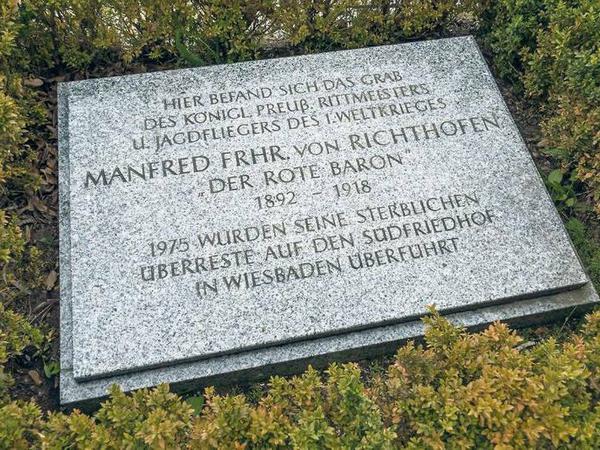 HIER BEFAND SICH DAS GRAB
DES KÖNIGL. PREUß. RITTMEISTERS
U. JAGDFLIEGERS DES 1. WELTKRIEGES
MANFRED FRHR. VON RICHTHOFEN
"DER ROTE BARON"
1892 – 1918
1975 WURDEN SEINE STERBLICHEN
ÜBERRESTE AUF DEN SÜDFRIEDHOF
IN WIESBADEN ÜBERFÜHRT